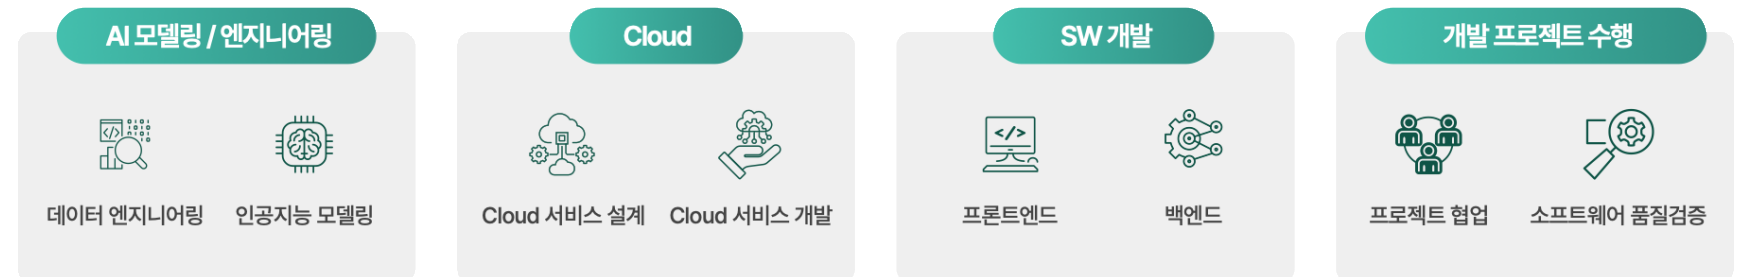 AI 모델링 / 엔지니어링
데이터 엔지니어링
인공지능 모델링
Cloud
Cloud 서비스 설계
Cloud 서비스 개발
SW 개발
프론트엔드
백엔드
개발 프로젝트 수행
프로젝트 협업
소프트웨어 품질검증